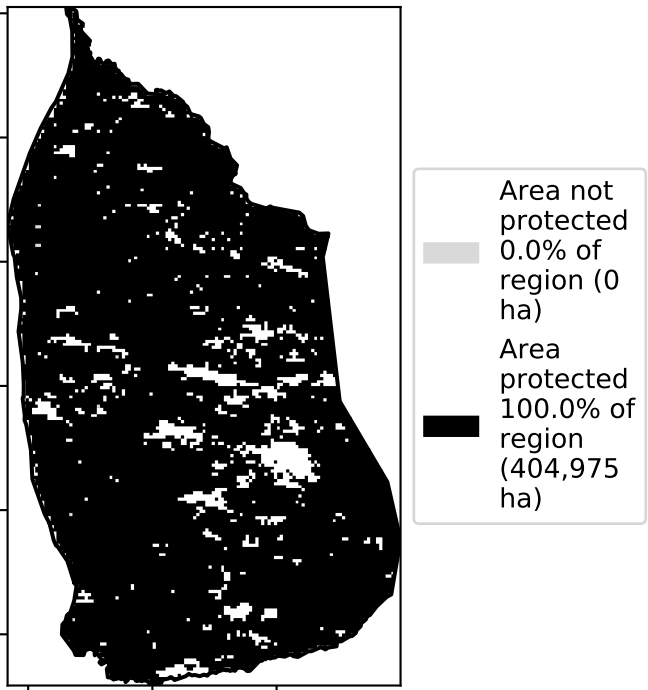 Area not
protected
0.0% of
region (0
ha)
Area
protected
100.0% of
region
(404,975
ha)